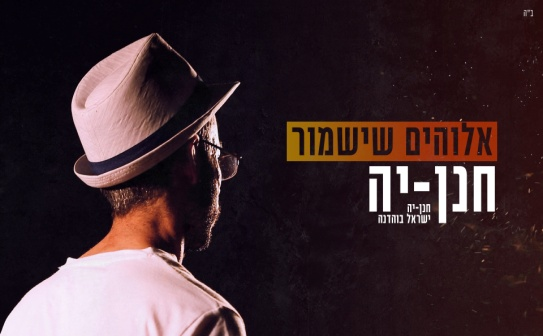 ב"ה
אלוהים שישמור
חנן-יה
חנן-יה
ישראל בוהדנה